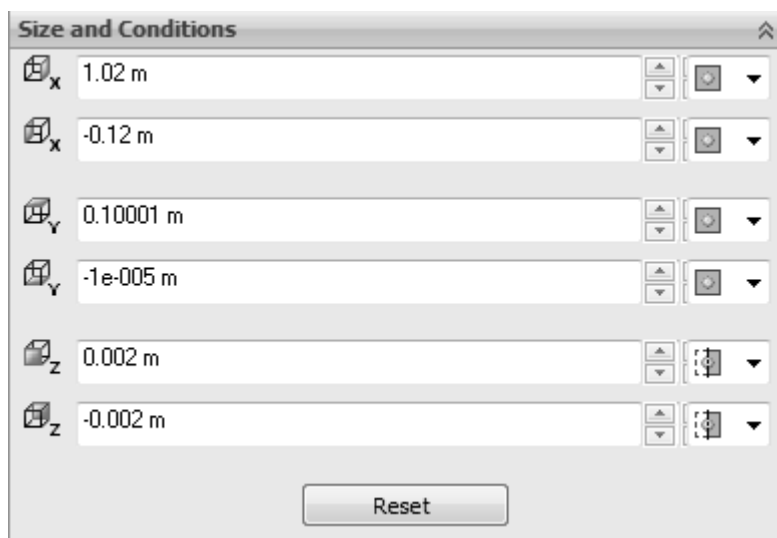 Size and Conditions
X 1.02 m
X -0.12 m
Y 0.10001 m
Y -1e-005 m
Z 0.002 m
Z -0.002 m
Reset